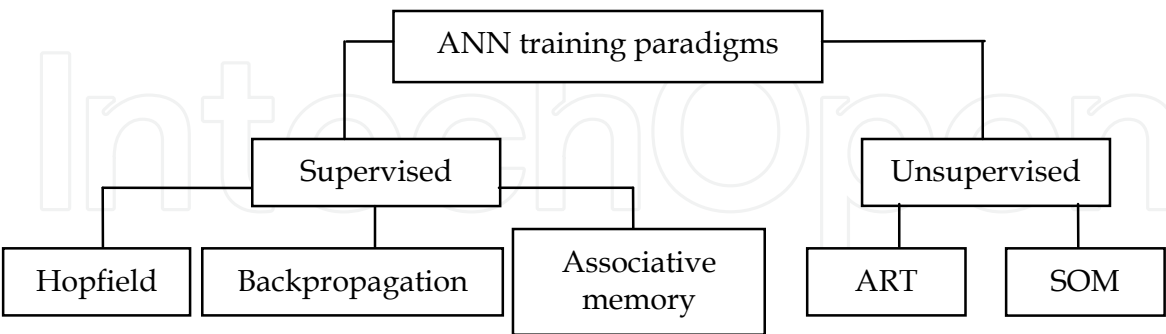 ANN training paradigms
Supervised
Unsupervised
Hopfield
Backpropagation
Associative
memory
ART
SOM
IntechOpen